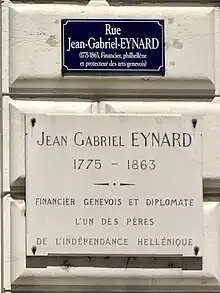 Rue
Jean-Gabriel-EYNARD
(1775-1863, Financier, philhellène
et protecteur des arts genevois)
JEAN GABRIEL EYNARD
1775 - 1863
FINANCIER GENEVOIS ET DIPLOMATE
L'UN DES PÈRES
DE L'INDÉPENDANCE HELLÉNIQUE